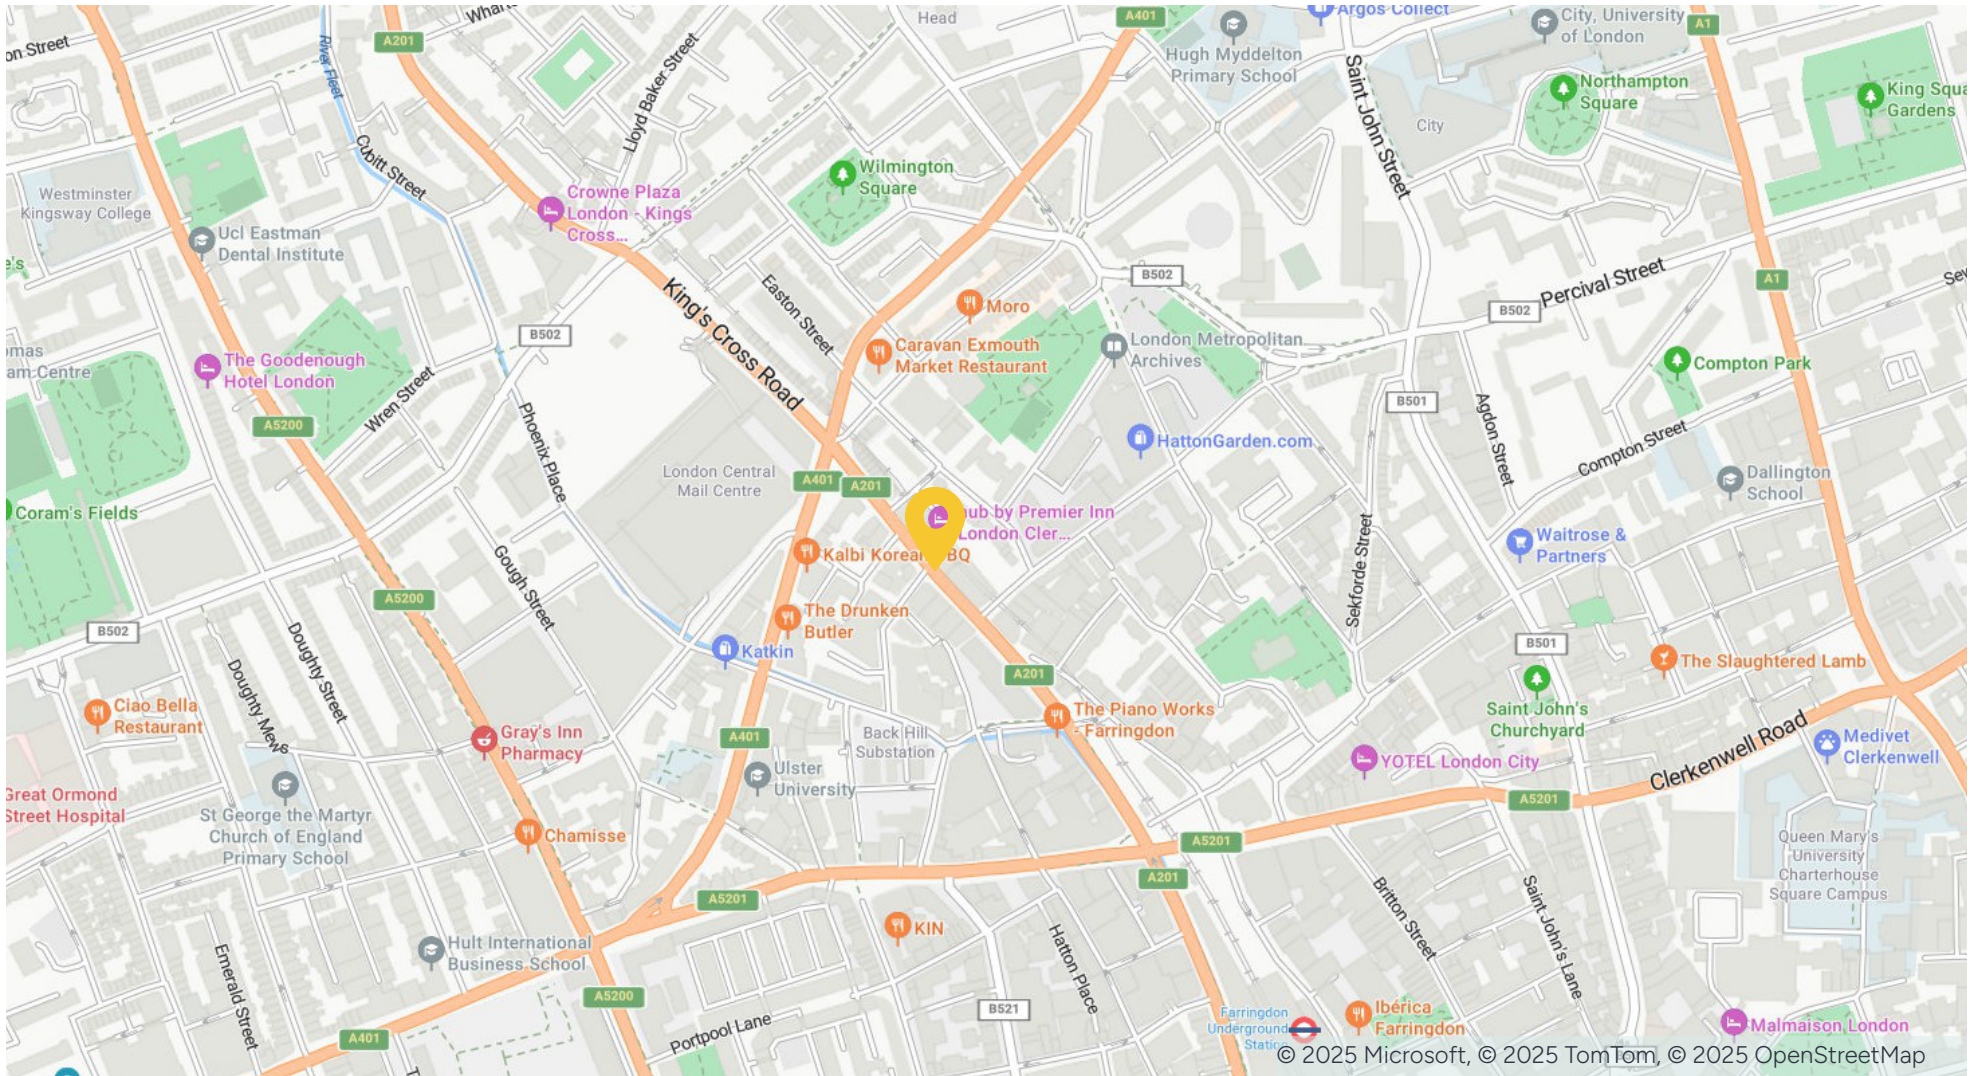 Wharf
Head
A401
Argos Collect
City, University
of London
A1
on Street
A201
River Fleet
Lloyd Baker Street
Hugh Myddelton
Primary School
Saint John Street
Northampton
Square
King Squa
Gardens
City
Cubitt Street
Wilmington
Square
Westminster
Kingsway College
Crowne Plaza
London - Kings
Cross...
Ucl Eastman
Dental Institute
e's
B502
Percival Street
A1
Sev
King's Cross Road
Easton Street
Moro
B502
B502
Caravan Exmouth
Market Restaurant
London Metropolitan
Archives
omas
am Centre
The Goodenough
Hotel London
Compton Park
Wren Street
B501
Agdon Street
A5200
Phoenix Place
HattonGarden.com
Compton Street
London Central
Mail Centre
A401
A201
Dallington
School
Coram's Fields
hub by Premier Inn
London Cler...
Kalbi Korean BBQ
Sekforde Street
Waitrose &
Partners
Gough Street
A5200
The Drunken
Butler
B502
Doughty Street
Katkin
B501
Doughty Mews
A201
The Slaughtered Lamb
Ciao Bella
Restaurant
The Piano Works
- Farringdon
Saint John's
Churchyard
Gray's Inn
Pharmacy
A401
Back Hill
Substation
Clerkenwell Road
Medivet
Clerkenwell
Ulster
University
YOTEL London City
Great Ormond
Street Hospital
A5201
St George the Martyr
Church of England
Primary School
Chamisse
A5201
Queen Mary's
University
Charterhouse
Square Campus
A201
A5201
Britton Street
Saint John's Lane
KIN
Hatton Place
Hult International
Business School
Emerald Street
A5200
B521
Portpool Lane
A401
Farringdon
Underground
Station
Ibérica
Farringdon
Malmaison London
© 2025 Microsoft, © 2025 TomTom, © 2025 OpenStreetMap